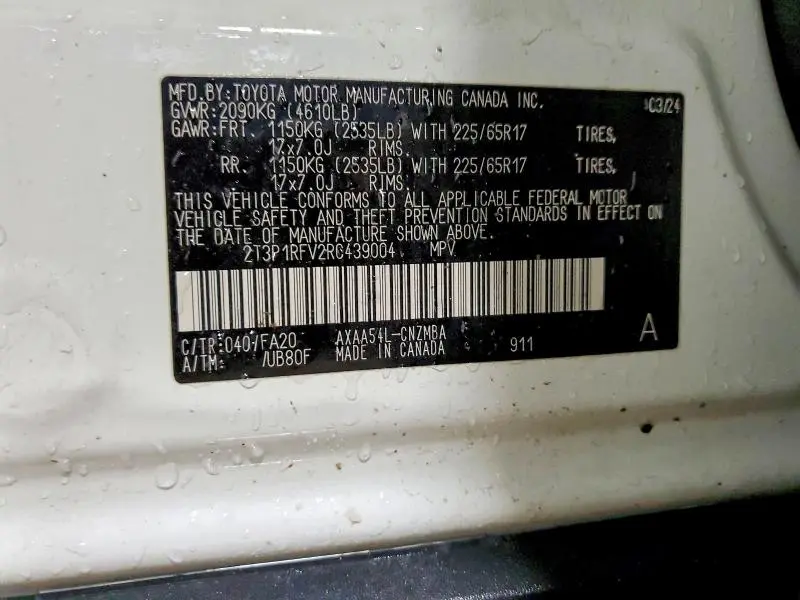 MFD. BY: TOYOTA MOTOR MANUFACTURING CANADA INC. 03/24
GVWR: 2090KG (4610LB)
GAWR: FRT. 1150KG (2535LB) WITH 225/65R17 TIRES,
17x7.0J RIMS,
RR. 1150KG (2535LB) WITH 225/65R17 TIRES,
17x7.0J RIMS.
THIS VEHICLE CONFORMS TO ALL APPLICABLE FEDERAL MOTOR
VEHICLE SAFETY AND THEFT PREVENTION STANDARDS IN EFFECT ON
THE DATE OF MANUFACTURE SHOWN ABOVE.
2T3P1RFV2RC439004 MPV
C/TR: 040/FA20 AXAA54L-CNZMBA
A/TM: /UB80F MADE IN CANADA 911 A